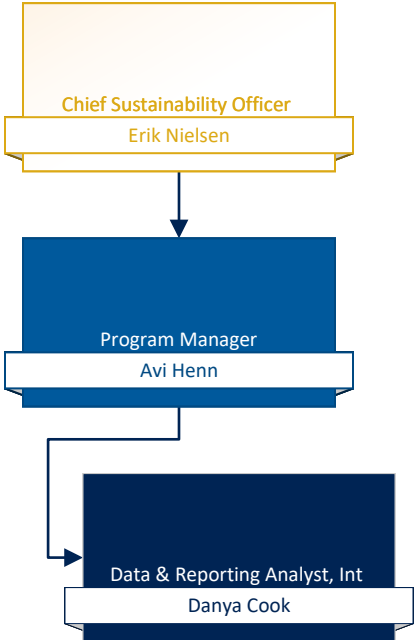 Chief Sustainability Officer
Erik Nielsen
Program Manager
Avi Henn
Data & Reporting Analyst, Int
Danya Cook